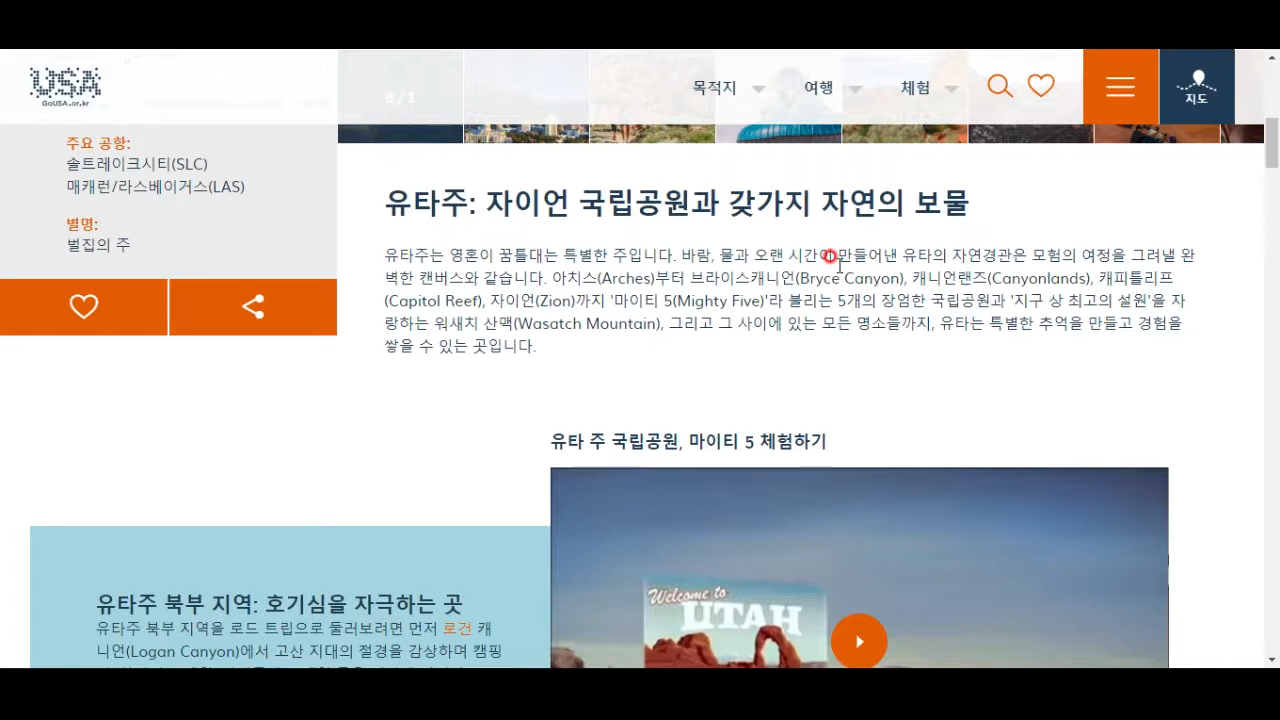 USA
GoUSA.or.kr
6 / 1
목적지
여행
체험
지도
주요 공항:
솔트레이크시티(SLC)
매캐런/라스베이거스(LAS)
별명:
벌집의 주
유타주: 자이언 국립공원과 갖가지 자연의 보물
유타주는 영혼이 꿈틀대는 특별한 주입니다. 바람, 물과 오랜 시간이 만들어낸 유타의 자연경관은 모험의 여정을 그려낼 완
벽한 캔버스와 같습니다. 아치스(Arches)부터 브라이스캐니언(Bryce Canyon), 캐니언랜즈(Canyonlands), 캐피틀리프
(Capitol Reef), 자이언(Zion)까지 '마이티 5(Mighty Five)'라 불리는 5개의 장엄한 국립공원과 '지구 상 최고의 설원'을 자
랑하는 워새치 산맥(Wasatch Mountain), 그리고 그 사이에 있는 모든 명소들까지, 유타는 특별한 추억을 만들고 경험을
쌓을 수 있는 곳입니다.
유타 주 국립공원, 마이티 5 체험하기
Welcome to
UTAH
유타주 북부 지역: 호기심을 자극하는 곳
유타주 북부 지역을 로드 트립으로 둘러보려면 먼저 로건 캐
니언(Logan Canyon)에서 고산 지대의 절경을 감상하며 캠핑